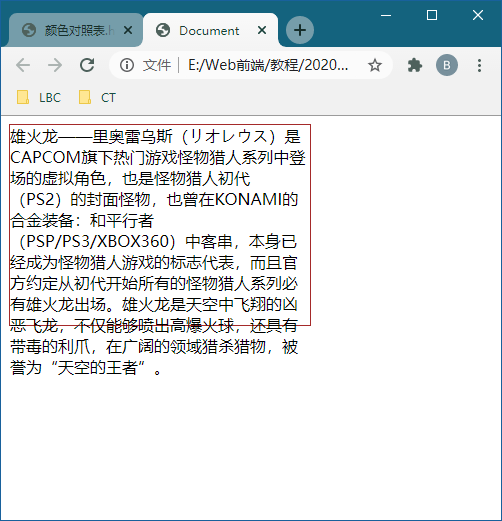 颜色对照表.h
Document
文件 E:/Web前端/教程/2020...
B
LBC CT
雄火龙——里奥雷乌斯（リオレウス）是
CAPCOM旗下热门游戏怪物猎人系列中登
场的虚拟角色，也是怪物猎人初代
（PS2）的封面怪物，也曾在KONAMI的
合金装备：和平行者
（PSP/PS3/XBOX360）中客串，本身已
经成为怪物猎人游戏的标志代表，而且官
方约定从初代开始所有的怪物猎人系列必
有雄火龙出场。雄火龙是天空中飞翔的凶
恶飞龙，不仅能够喷出高爆火球，还具有
带毒的利爪，在广阔的领域猎杀猎物，被
誉为“天空的王者”。